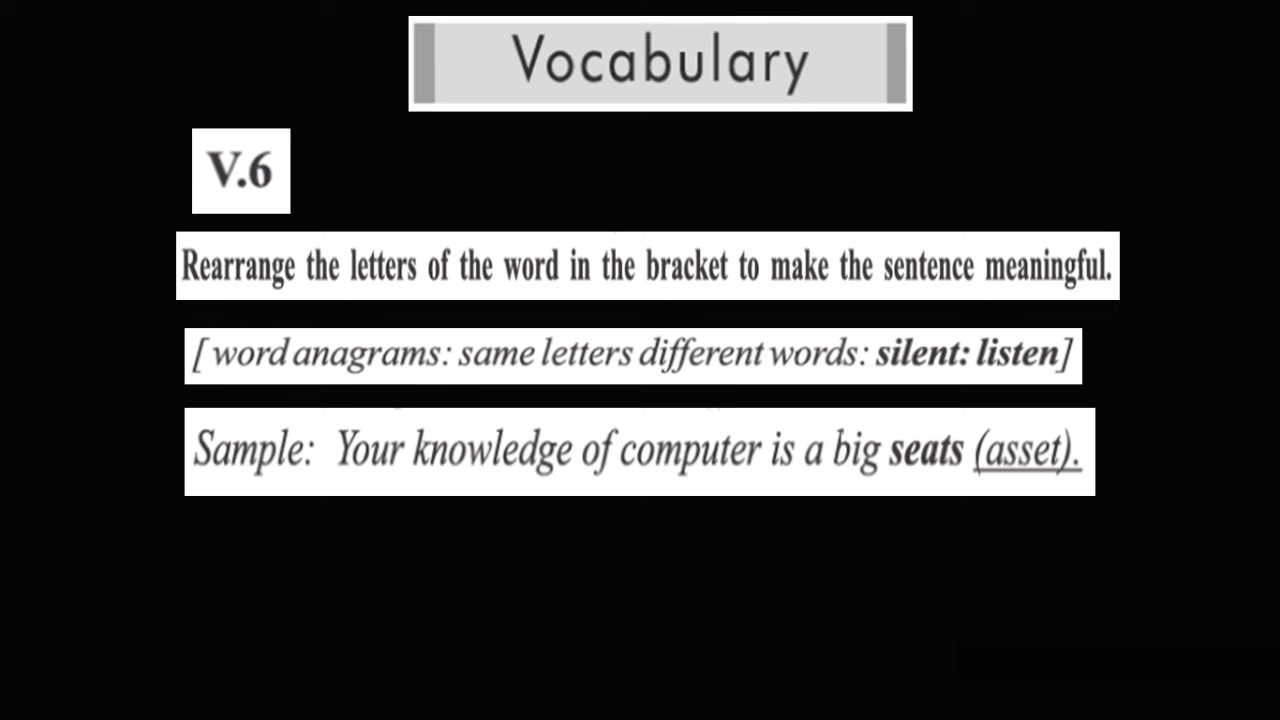 Vocabulary
V.6
Rearrange the letters of the word in the bracket to make the sentence meaningful.
[ word anagrams: same letters different words: silent: listen]
Sample: Your knowledge of computer is a big seats (asset).